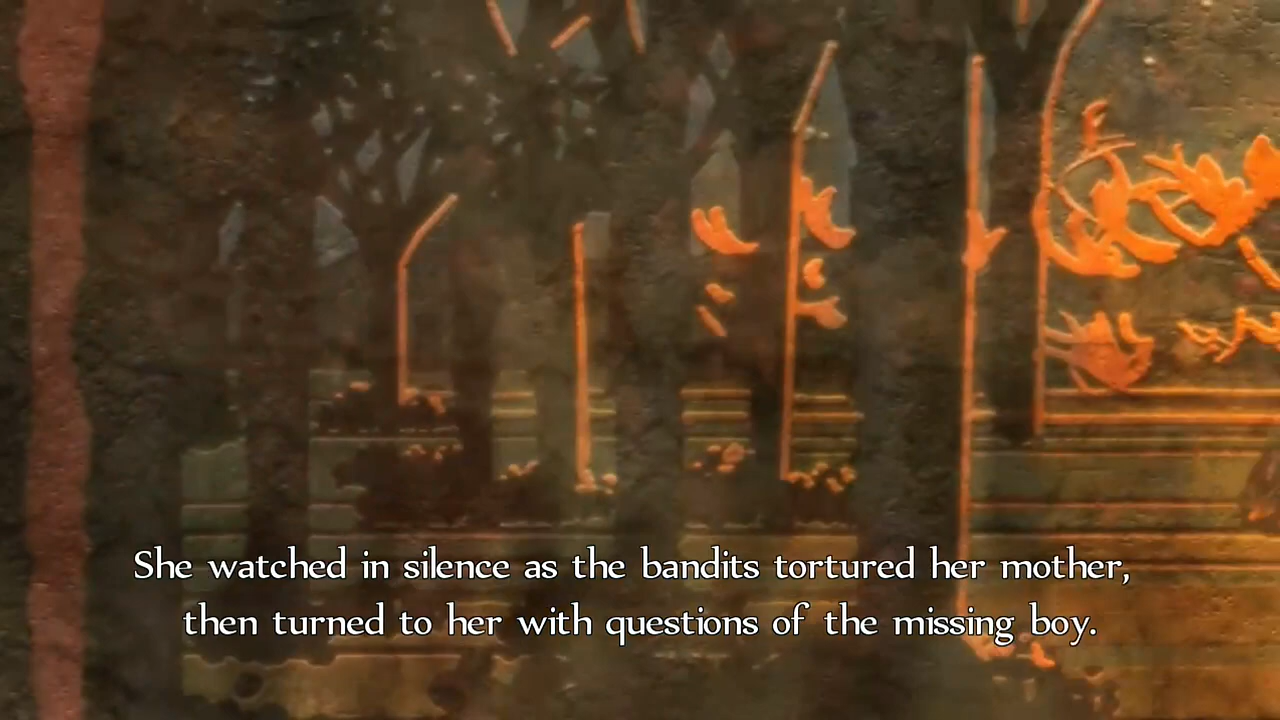 She watched in silence as the bandits tortured her mother,
then turned to her with questions of the missing boy.